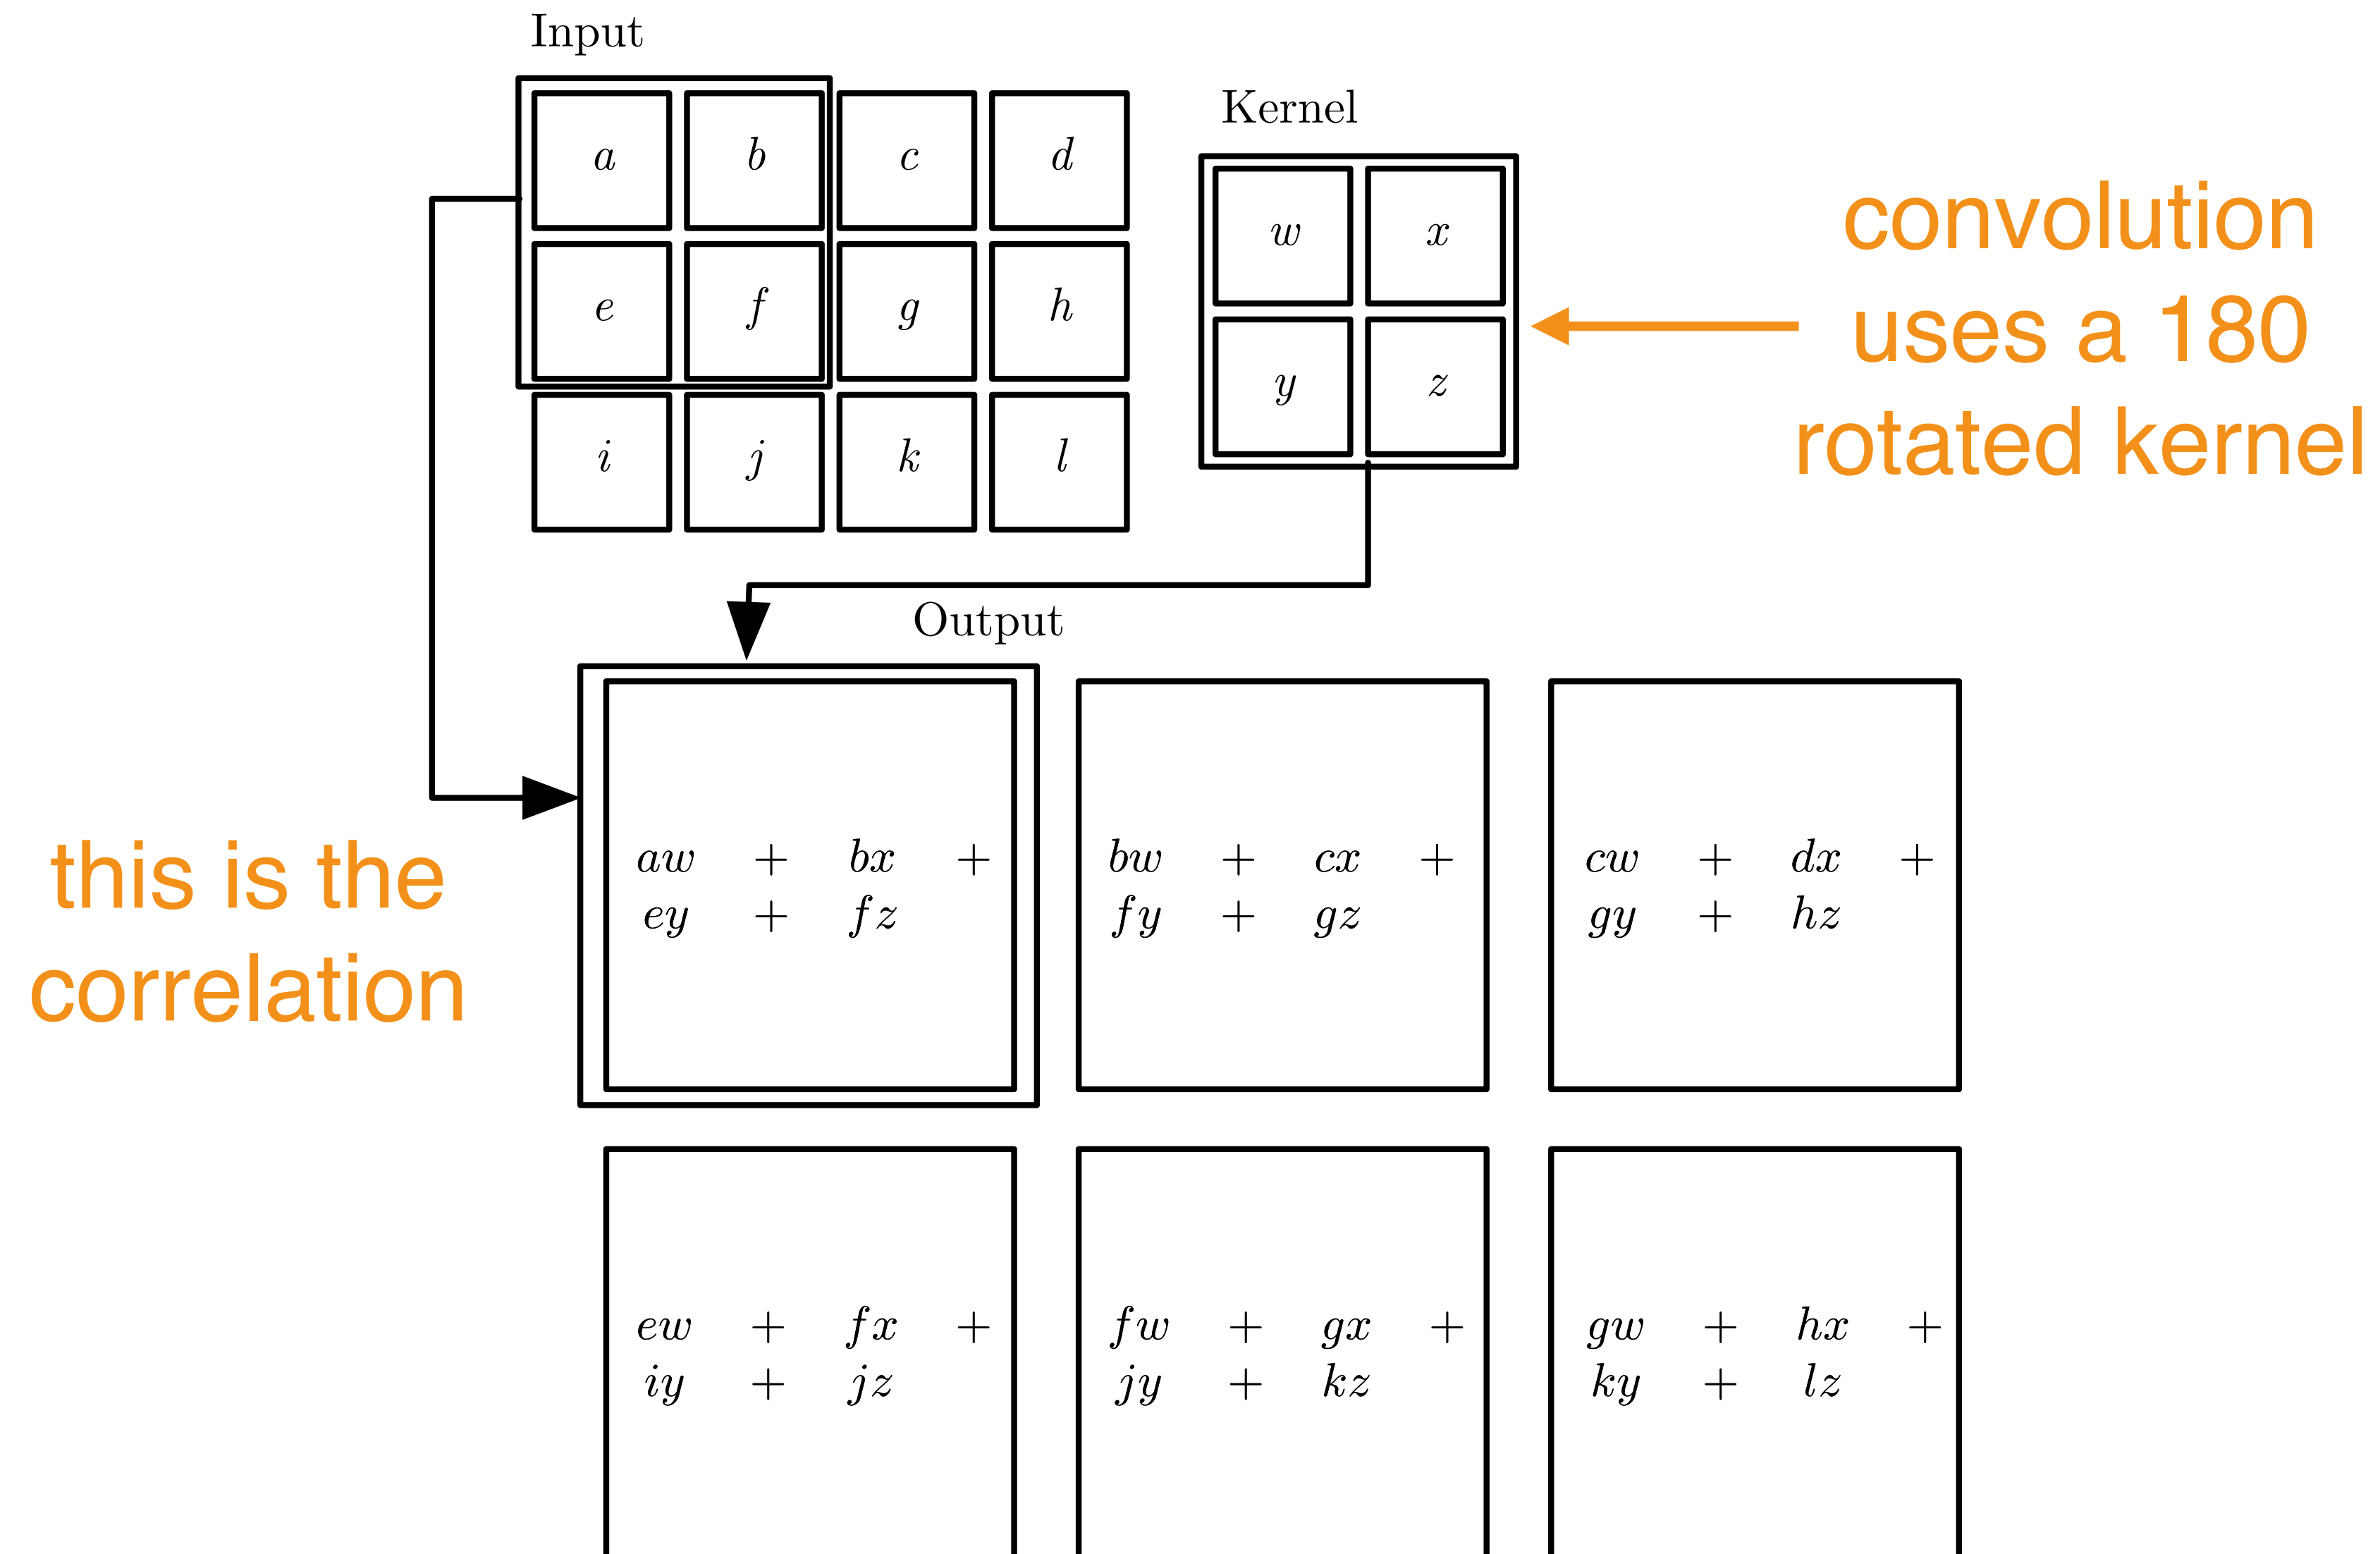 Input
a b c d
e f g h
i j k l
Kernel
w x
y z
convolution
uses a 180
rotated kernel
Output
this is the
correlation
aw + bx +
ey + fz
bw + cx +
fy + gz
cw + dx +
gy + hz
ew + fx +
iy + jz
fw + gx +
jy + kz
gw + hx +
ky + lz